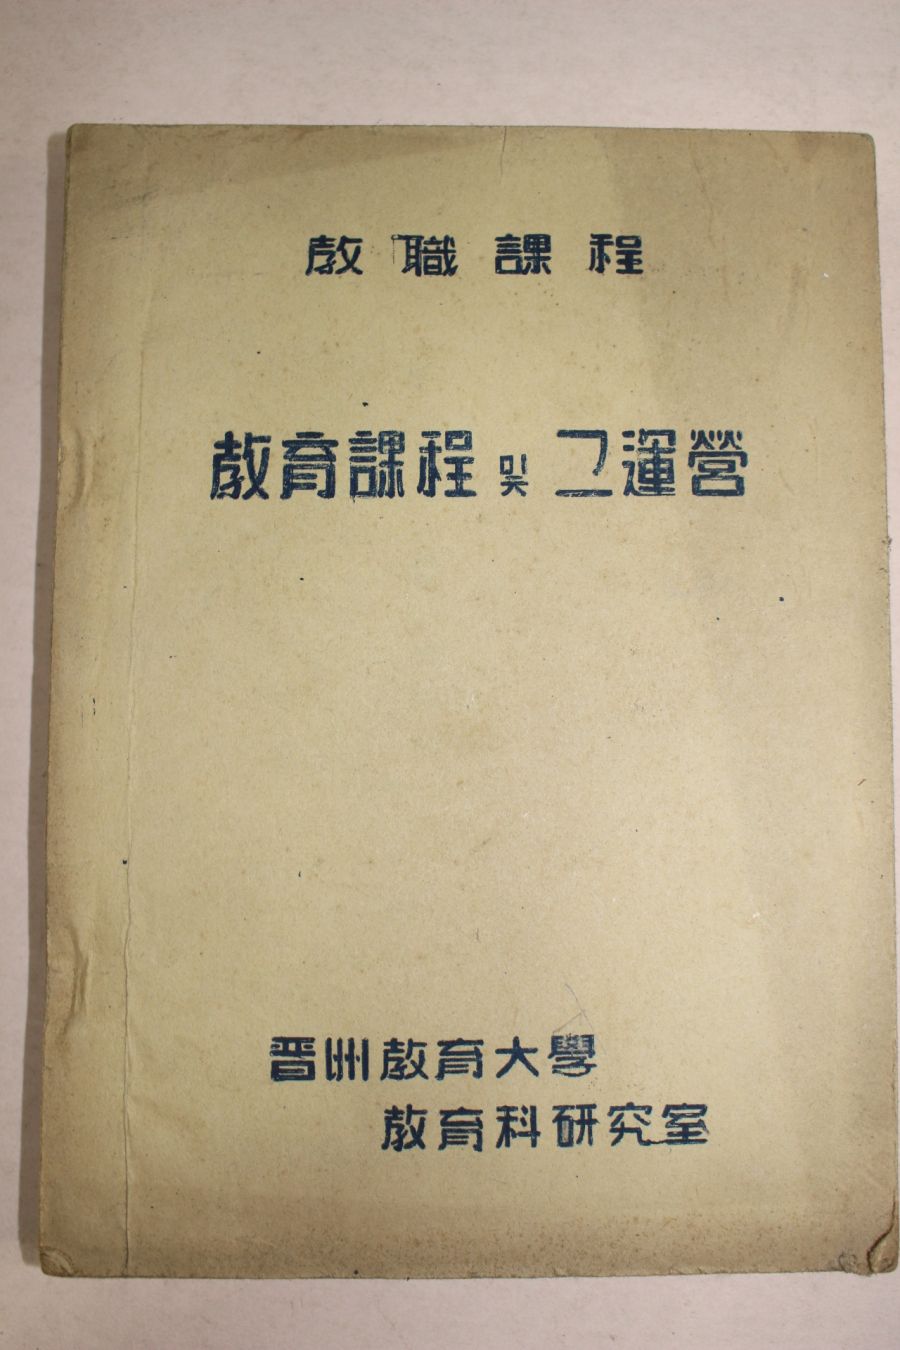 敎職課程
敎育課程 및 그 運營
晋州敎育大學
敎育科硏究室